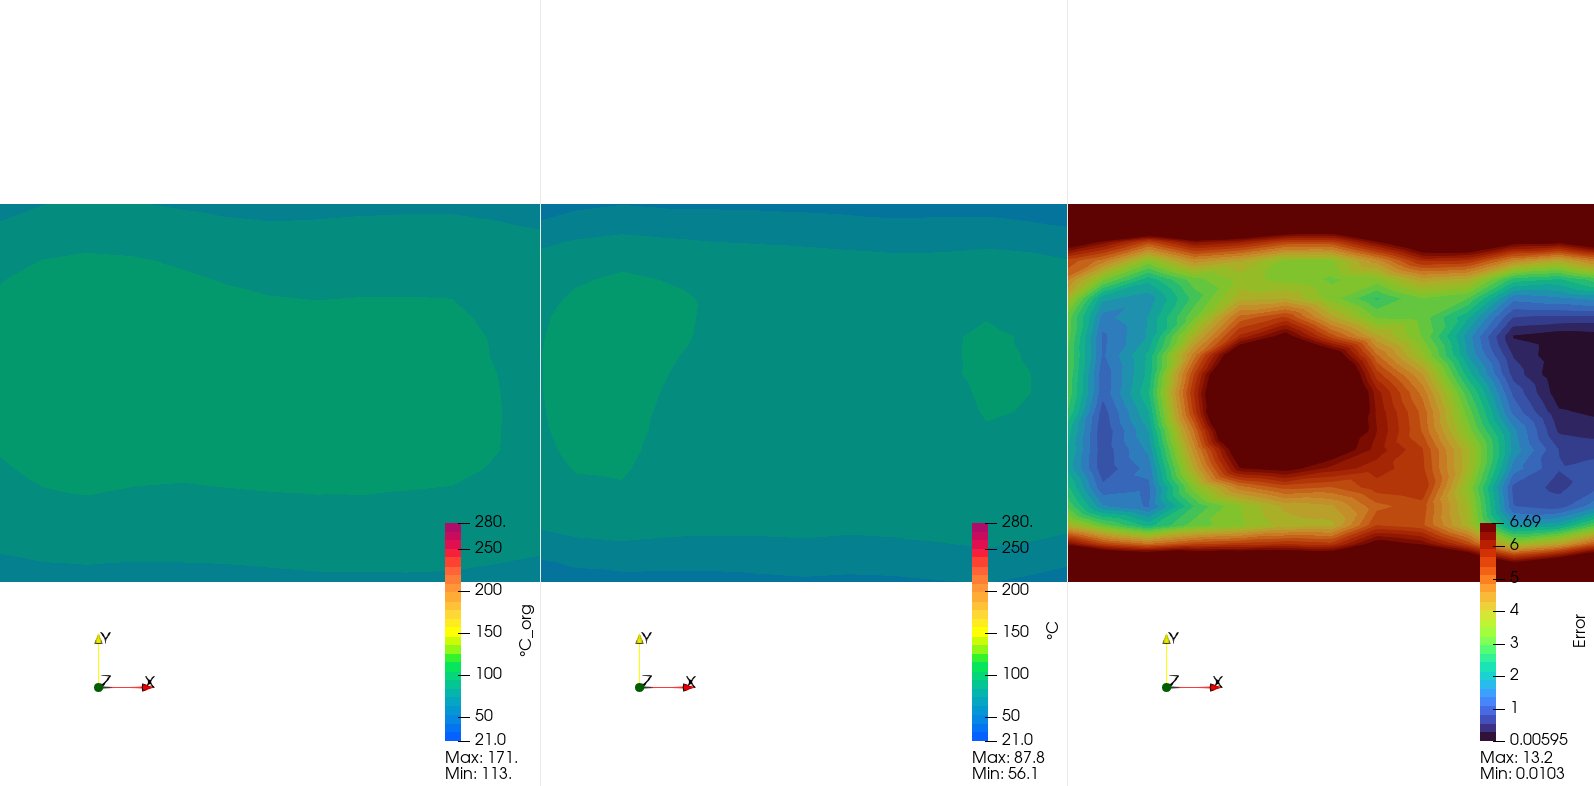 280.
250
200
150
100
50
21.0
°C_org
Max: 171.
Min: 113.
Y
Z
X
280.
250
200
150
100
50
21.0
°C
Max: 87.8
Min: 56.1
Y
Z
X
6.69
6
5
4
3
2
1
0.00595
Error
Max: 13.2
Min: 0.0103
Y
Z
X